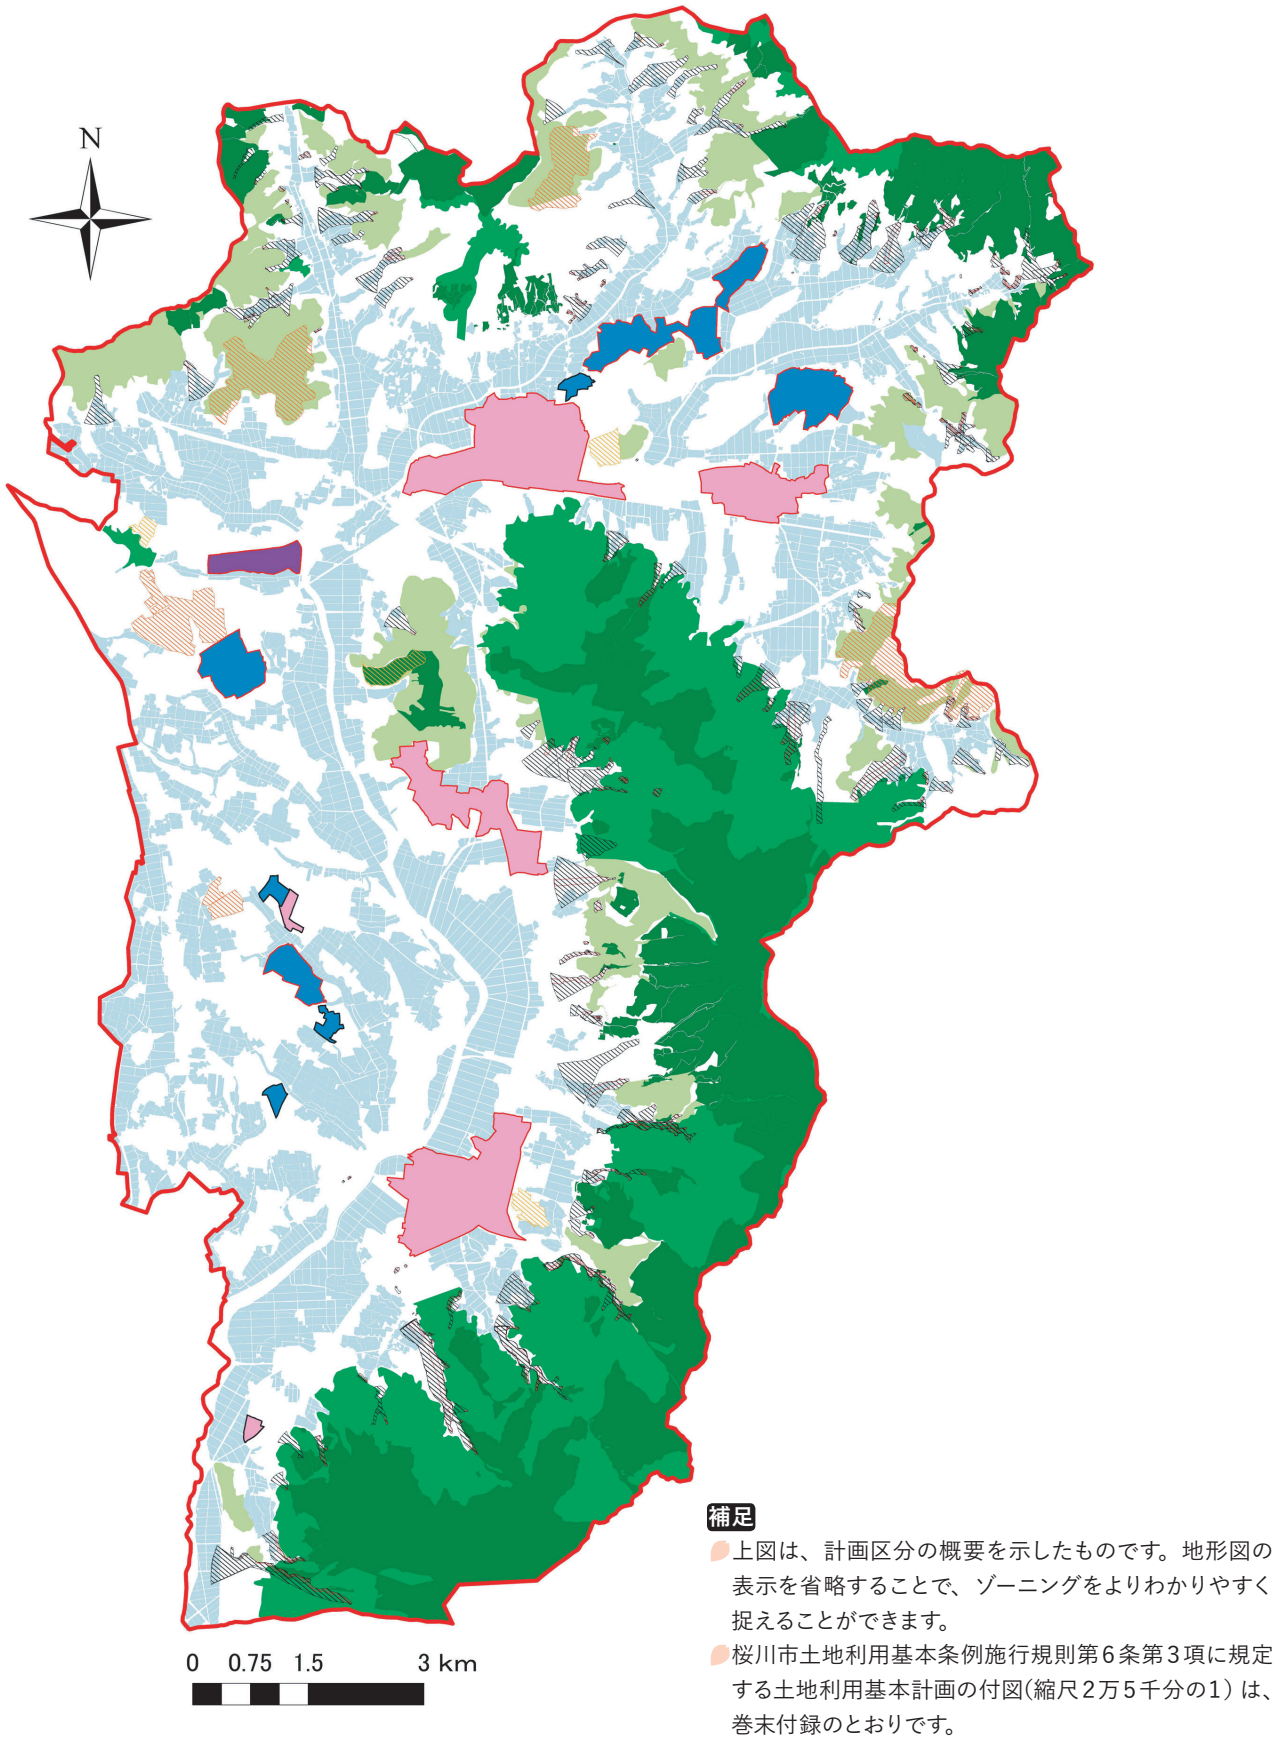 N
0 0.75 1.5 3 km
補足
上図は、計画区分の概要を示したものです。地形図の
表示を省略することで、ゾーニングをよりわかりやすく
捉えることができます。
桜川市土地利用基本条例施行規則第6条第3項に規定
する土地利用基本計画の付図(縮尺2万5千分の1)は、
巻末付録のとおりです。